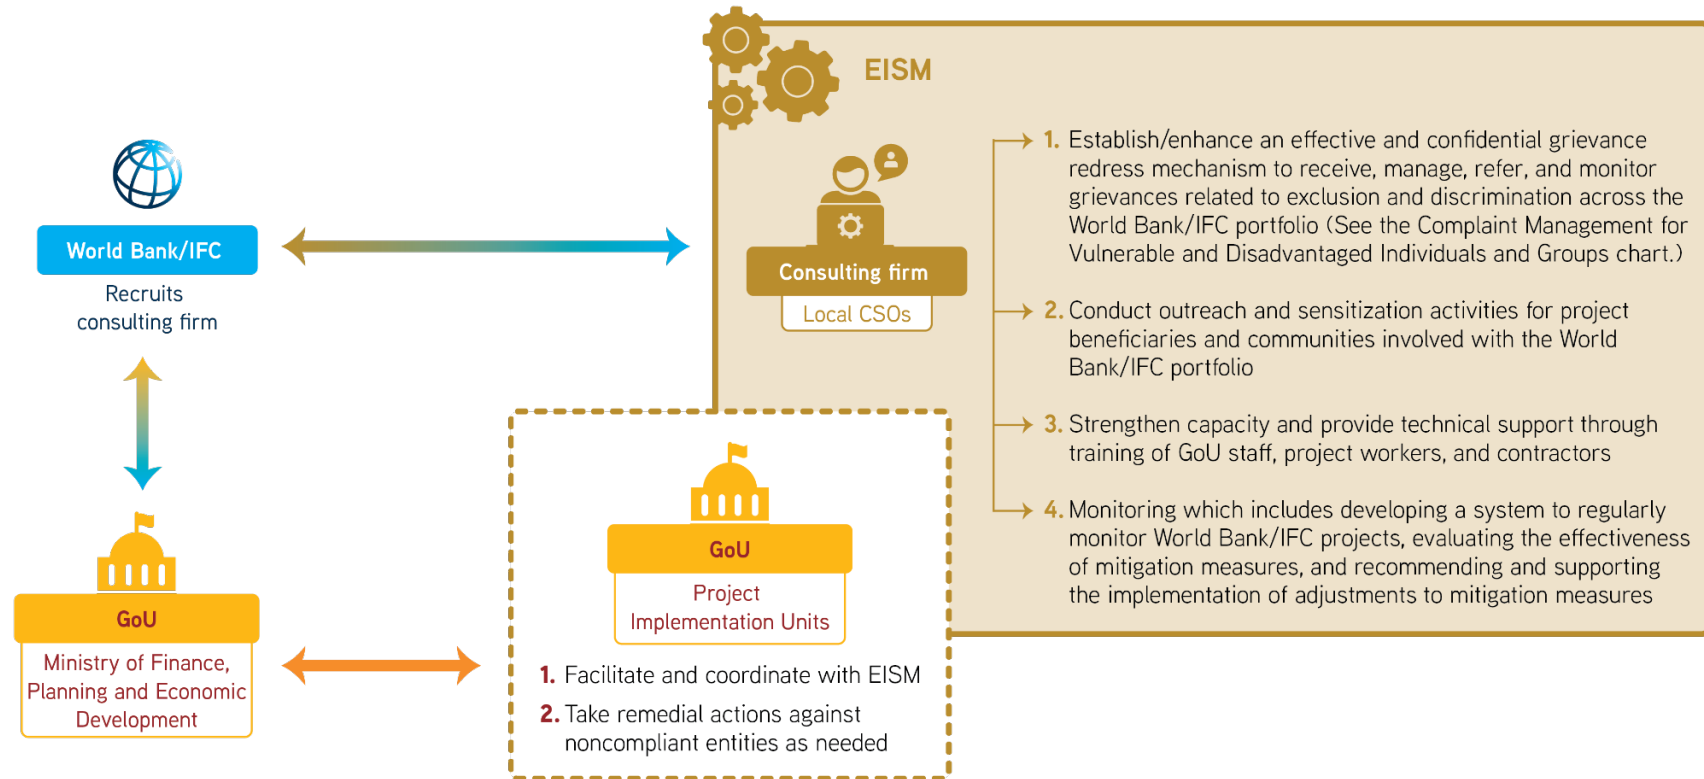 EISM
World Bank/IFC
Recruits
consulting firm
Consulting firm
Local CSOs
1. Establish/enhance an effective and confidential grievance
redress mechanism to receive, manage, refer, and monitor
grievances related to exclusion and discrimination across the
World Bank/IFC portfolio (See the Complaint Management for
Vulnerable and Disadvantaged Individuals and Groups chart.)
2. Conduct outreach and sensitization activities for project
beneficiaries and communities involved with the World
Bank/IFC portfolio
3. Strengthen capacity and provide technical support through
training of GoU staff, project workers, and contractors
4. Monitoring which includes developing a system to regularly
monitor World Bank/IFC projects, evaluating the effectiveness
of mitigation measures, and recommending and supporting
the implementation of adjustments to mitigation measures
GoU
Ministry of Finance,
Planning and Economic
Development
GoU
Project
Implementation Units
1. Facilitate and coordinate with EISM
2. Take remedial actions against
noncompliant entities as needed